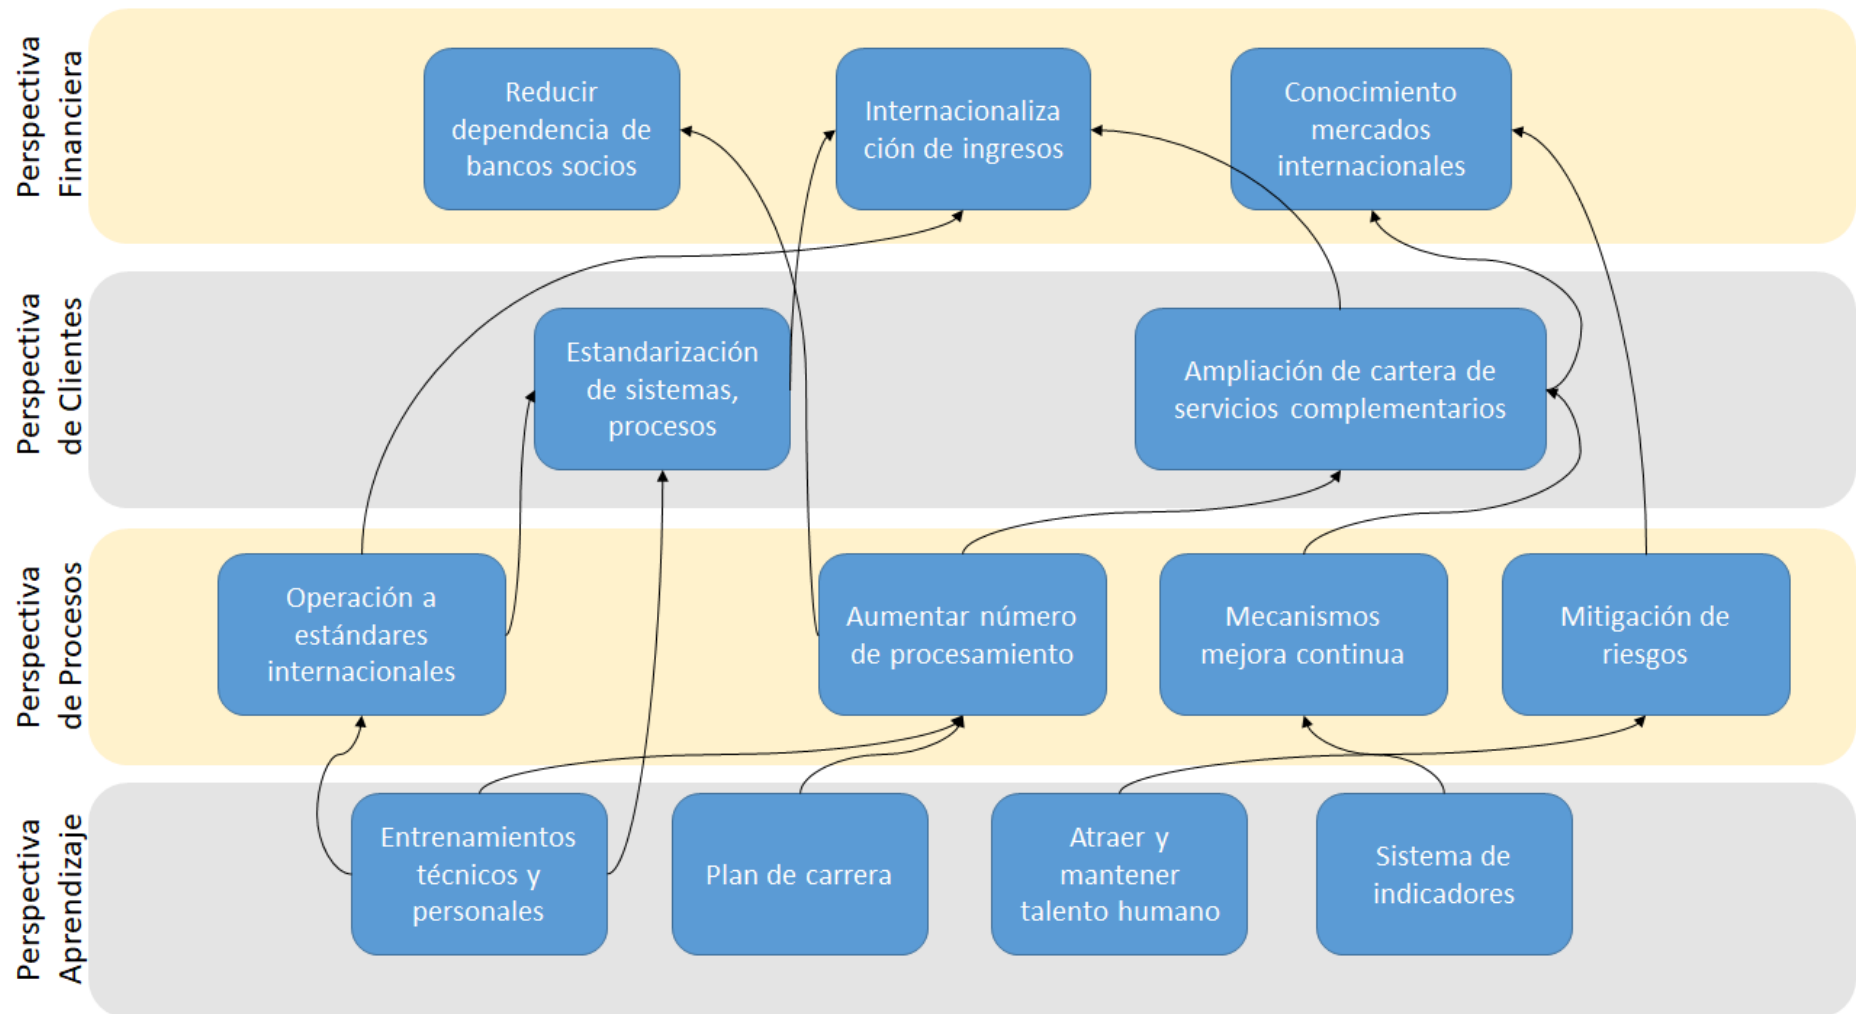 Perspectiva
Financiera
Reducir
dependencia de
bancos socios
Internacionaliza
ción de ingresos
Conocimiento
mercados
internacionales
Perspectiva
de Clientes
Estandarización
de sistemas,
procesos
Ampliación de cartera de
servicios complementarios
Perspectiva
de Procesos
Operación a
estándares
internacionales
Aumentar número
de procesamiento
Mecanismos
mejora continua
Mitigación de
riesgos
Perspectiva
Aprendizaje
Entrenamientos
técnicos y
personales
Plan de carrera
Atraer y
mantener
talento humano
Sistema de
indicadores